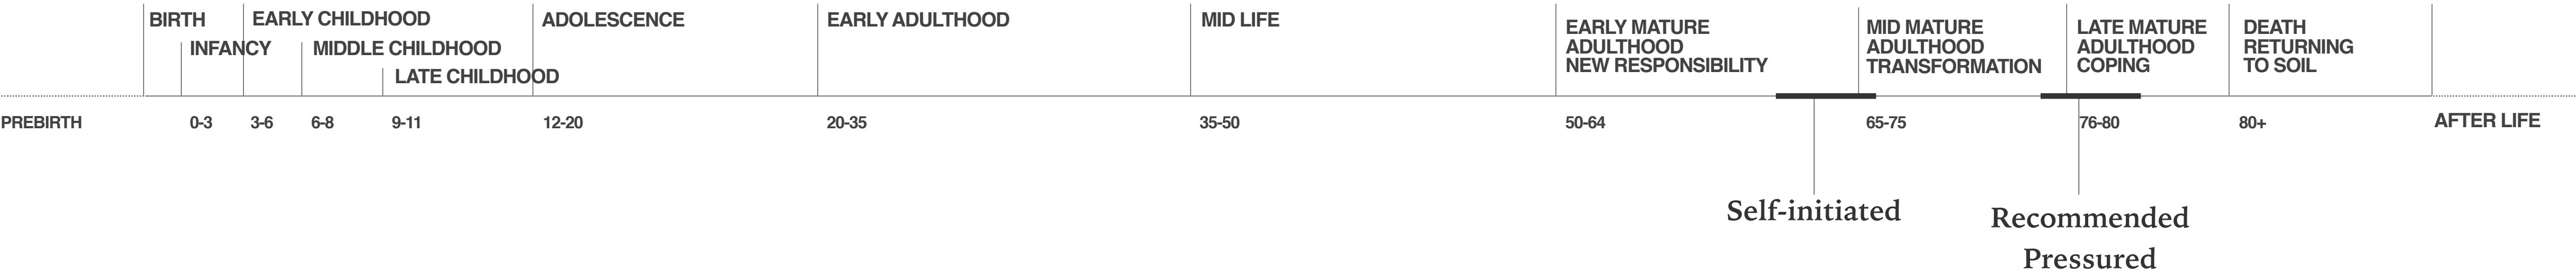 BIRTH
EARLY CHILDHOOD
ADOLESCENCE
EARLY ADULTHOOD
MID LIFE
INFANCY
MIDDLE CHILDHOOD
LATE CHILDHOOD
EARLY MATURE
ADULTHOOD
NEW RESPONSIBILITY
MID MATURE
ADULTHOOD
TRANSFORMATION
LATE MATURE
ADULTHOOD
COPING
DEATH
RETURNING
TO SOIL
PREBIRTH
0-3
3-6
6-8
9-11
12-20
20-35
35-50
50-64
65-75
76-80
80+
AFTER LIFE
Self-initiated
Recommended
Pressured